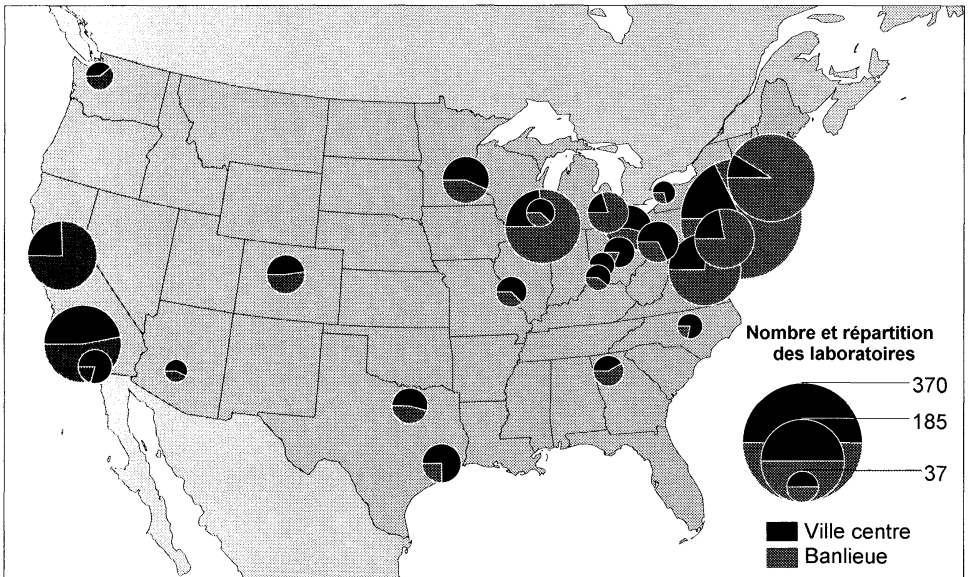 Nombre et répartition
des laboratoires
370
185
37
Ville centre
Banlieue